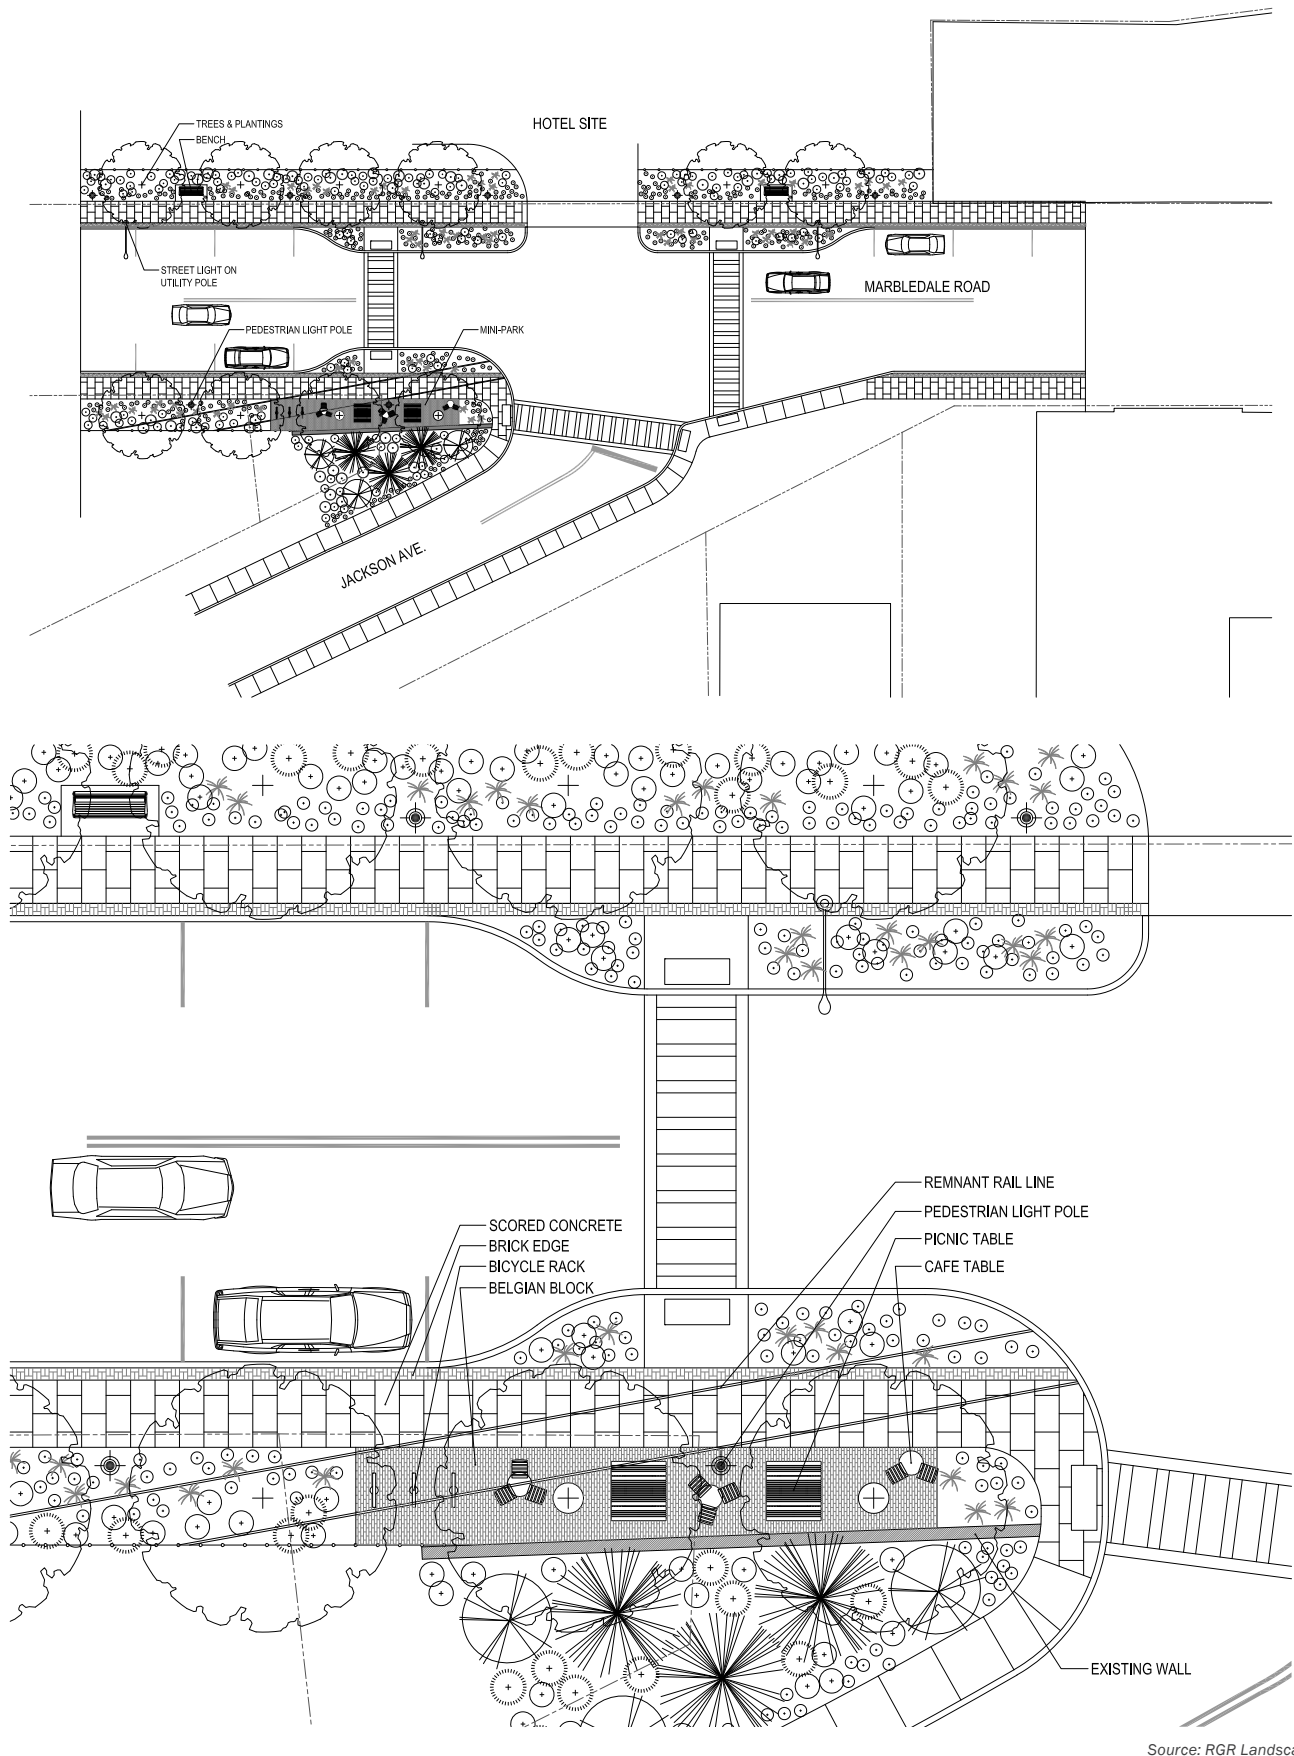 HOTEL SITE
TREES & PLANTINGS
BENCH
STREET LIGHT ON
UTILITY POLE
MARBLEDALE ROAD
PEDESTRIAN LIGHT POLE
MINI-PARK
JACKSON AVE.
REMNANT RAIL LINE
PEDESTRIAN LIGHT POLE
PICNIC TABLE
CAFE TABLE
SCORED CONCRETE
BRICK EDGE
BICYCLE RACK
BELGIAN BLOCK
EXISTING WALL
Source: RGR Landsca